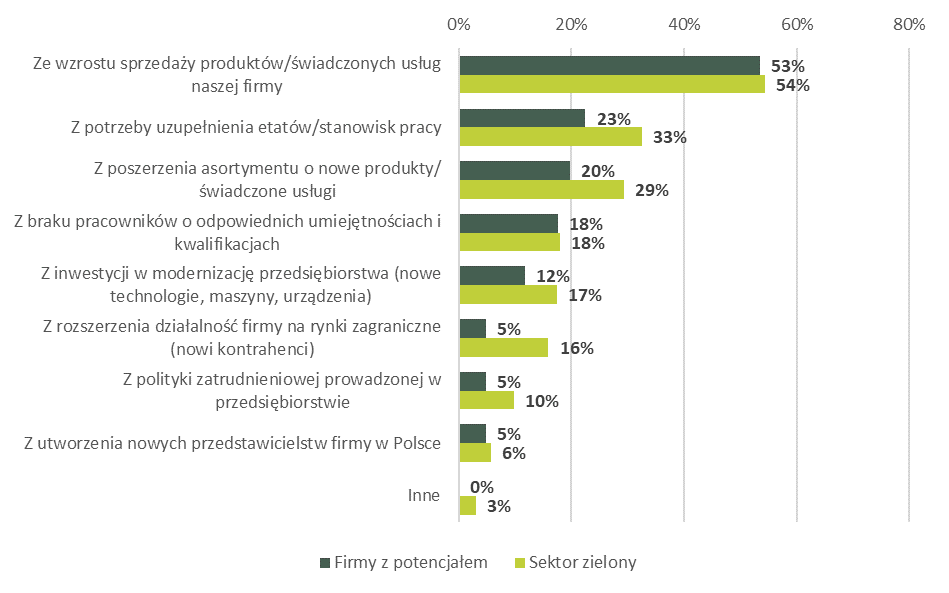 0% 20% 40% 60% 80%
Ze wzrostu sprzedaży produktów/świadczonych usług
naszej firmy
53%
54%
Z potrzeby uzupełnienia etatów/stanowisk pracy
23%
33%
Z poszerzenia asortymentu o nowe produkty/
świadczone usługi
20%
29%
Z braku pracowników o odpowiednich umiejętnościach i
kwalifikacjach
18%
18%
Z inwestycji w modernizację przedsiębiorstwa (nowe
technologie, maszyny, urządzenia)
12%
17%
Z rozszerzenia działalność firmy na rynki zagraniczne
(nowi kontrahenci)
5%
16%
Z polityki zatrudnieniowej prowadzonej w
przedsiębiorstwie
5%
10%
Z utworzenia nowych przedstawicielstw firmy w Polsce
5%
6%
Inne
0%
3%
Firmy z potencjałem Sektor zielony